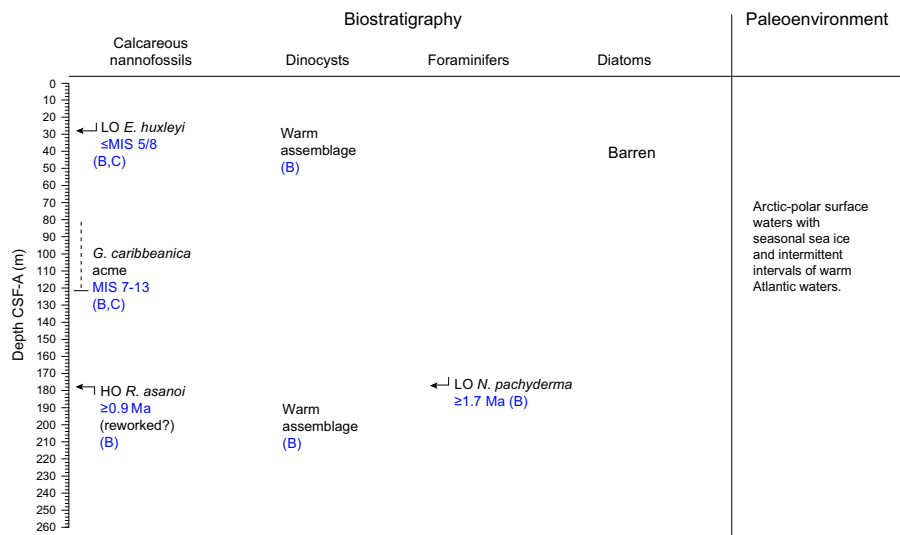 Biostratigraphy
Paleoenvironment
Calcareous
nannofossils
Dinocysts
Foraminifers
Diatoms
Depth CSF-A (m)
0
10
20
30
40
50
60
70
80
90
100
110
120
130
140
150
160
170
180
190
200
210
220
230
240
250
260
LO E. huxleyi
≤MIS 5/8
(B,C)
G. caribbeanica
acme
MIS 7-13
(B,C)
HO R. asanoi
≥0.9 Ma
(reworked?)
(B)
Warm
assemblage
(B)
Warm
assemblage
(B)
LO N. pachyderma
≥1.7 Ma (B)
Barren
Arctic-polar surface
waters with
seasonal sea ice
and intermittent
intervals of warm
Atlantic waters.